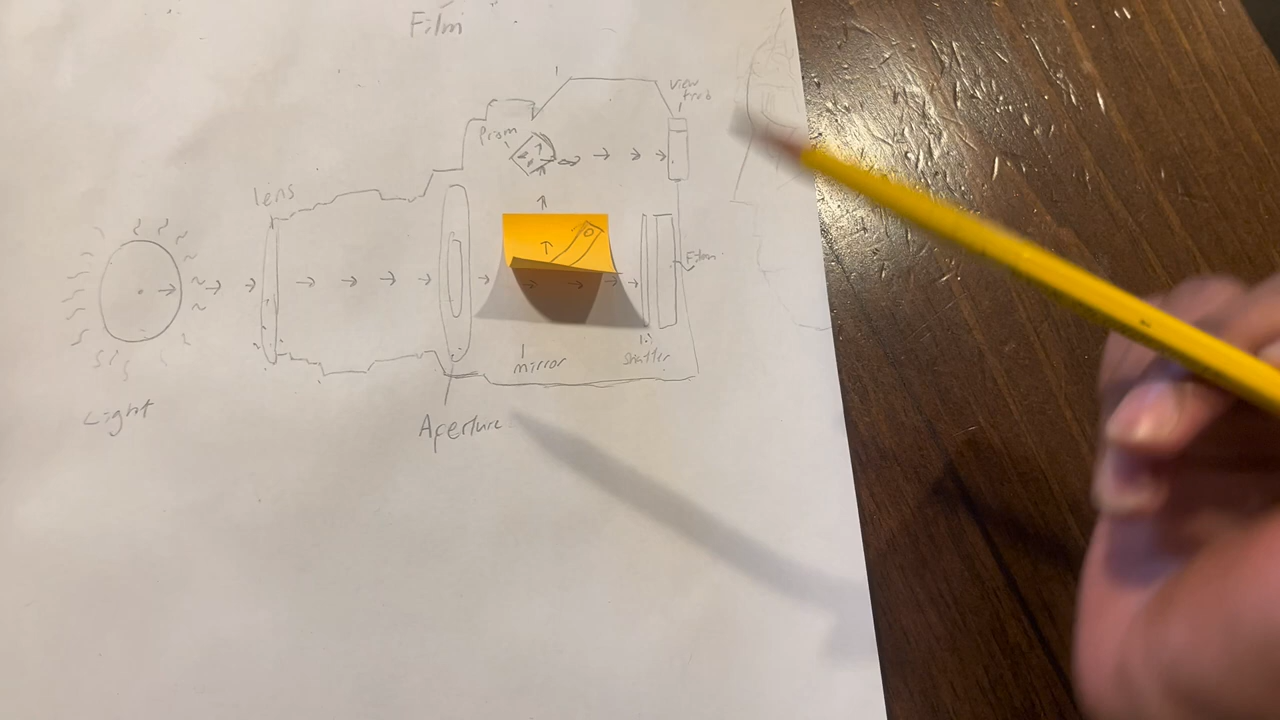 Film
View
Prism
lens
Film
mirror
Shutter
Light
Aperture